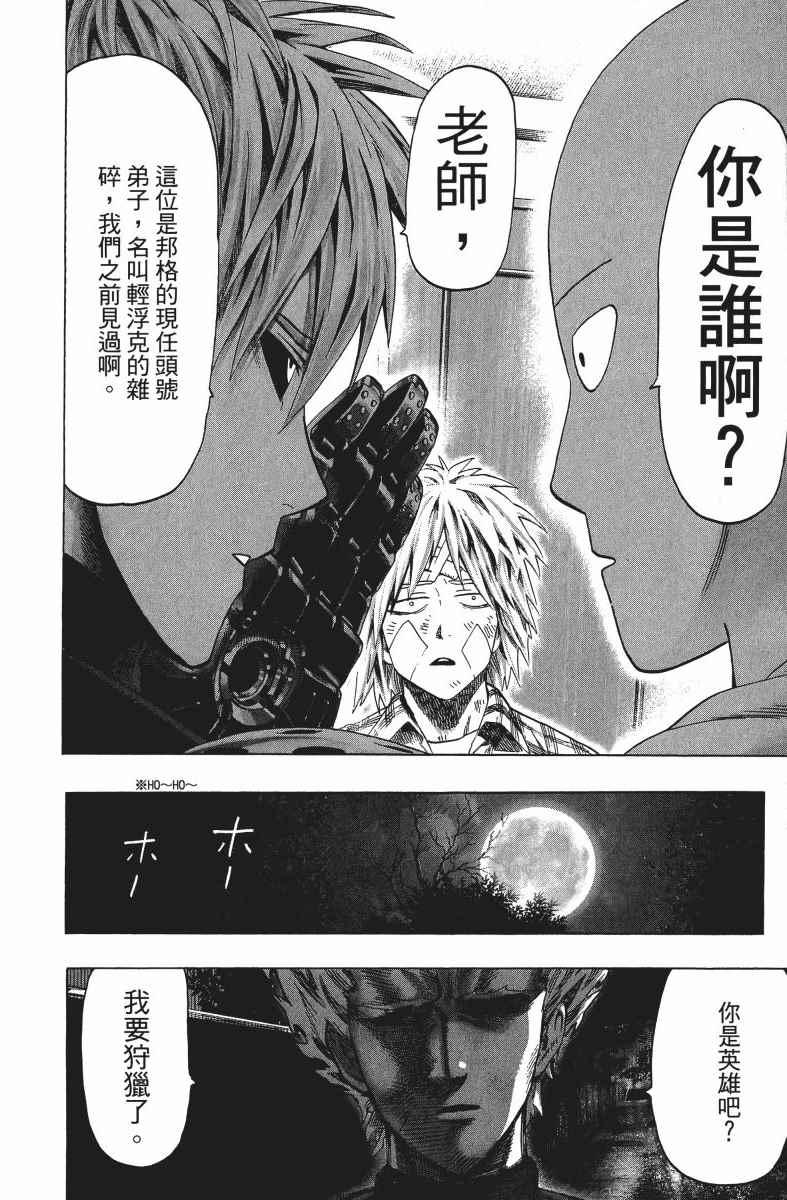 你是誰啊？
老師，
這位是邦格的現任頭號
弟子，名叫輕浮克的雜
碎，我們之前見過啊。
※HO～HO～
ホー
ホー
你是英雄吧？
我要狩獵了。